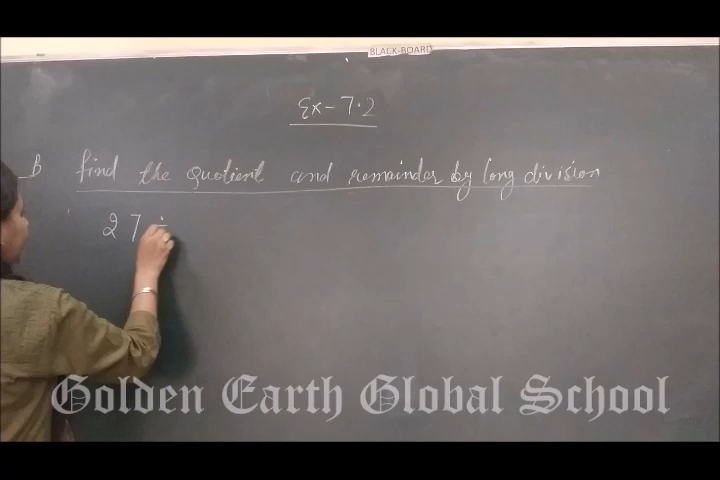 BLACK-BOARD
Ex-7.2
B find the quotient and remainder by long division
27 ÷
Golden Earth Global School